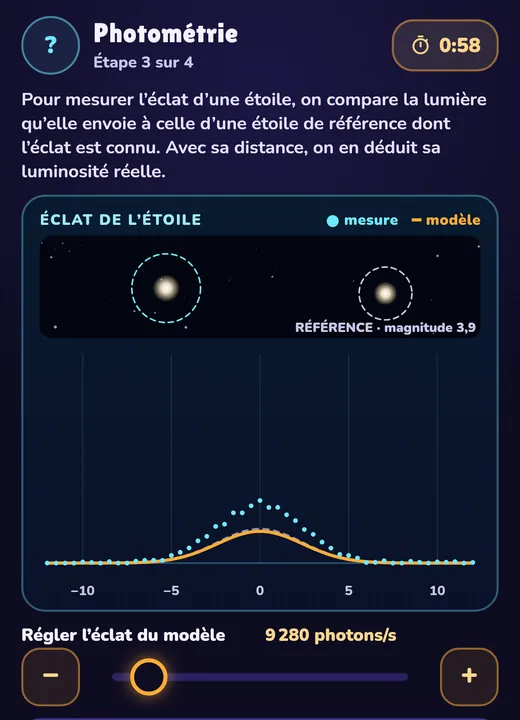 ?
Photométrie
Étape 3 sur 4
0:58
Pour mesurer l’éclat d’une étoile, on compare la lumière
qu’elle envoie à celle d’une étoile de référence dont
l’éclat est connu. Avec sa distance, on en déduit sa
luminosité réelle.
ÉCLAT DE L’ÉTOILE
mesure modèle
RÉFÉRENCE · magnitude 3,9
−10 −5 0 5 10
Régler l’éclat du modèle 9 280 photons/s
− +